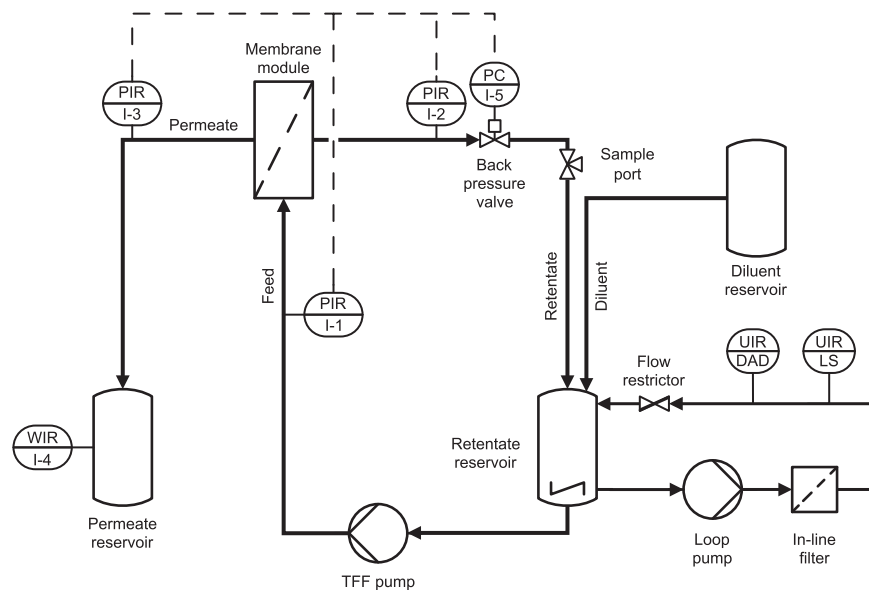 Membrane
module
PIR
I-3
PIR
I-2
PC
I-5
Permeate
Back
pressure
valve
Sample
port
Diluent
reservoir
Feed
PIR
I-1
Retentate
Diluent
Flow
restrictor
UIR
DAD
UIR
LS
WIR
I-4
Retentate
reservoir
Permeate
reservoir
TFF pump
Loop
pump
In-line
filter